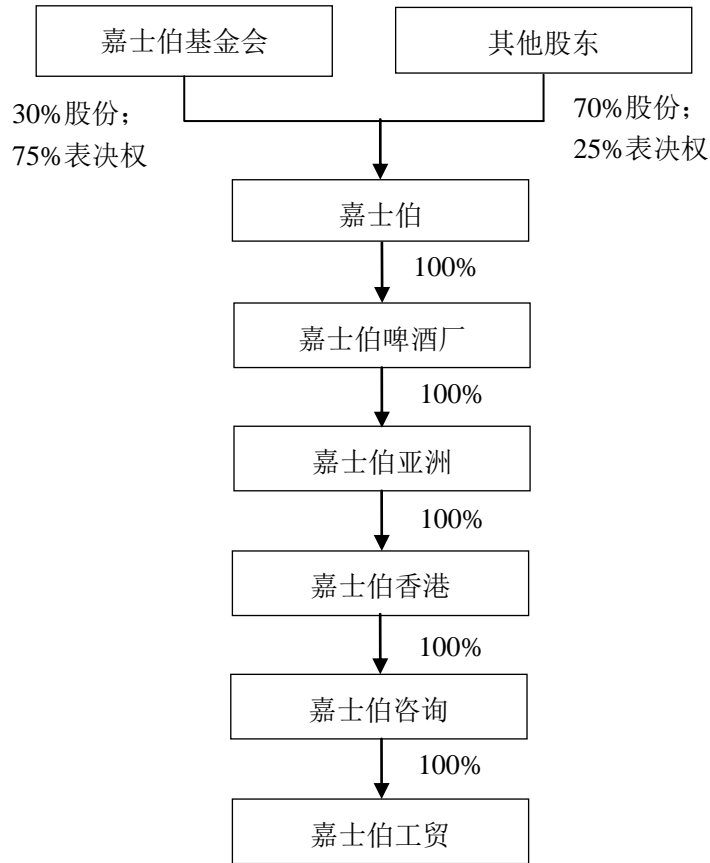 嘉士伯基金会
其他股东
30%股份；
75%表决权
70%股份；
25%表决权
嘉士伯
100%
嘉士伯啤酒厂
100%
嘉士伯亚洲
100%
嘉士伯香港
100%
嘉士伯咨询
100%
嘉士伯工贸